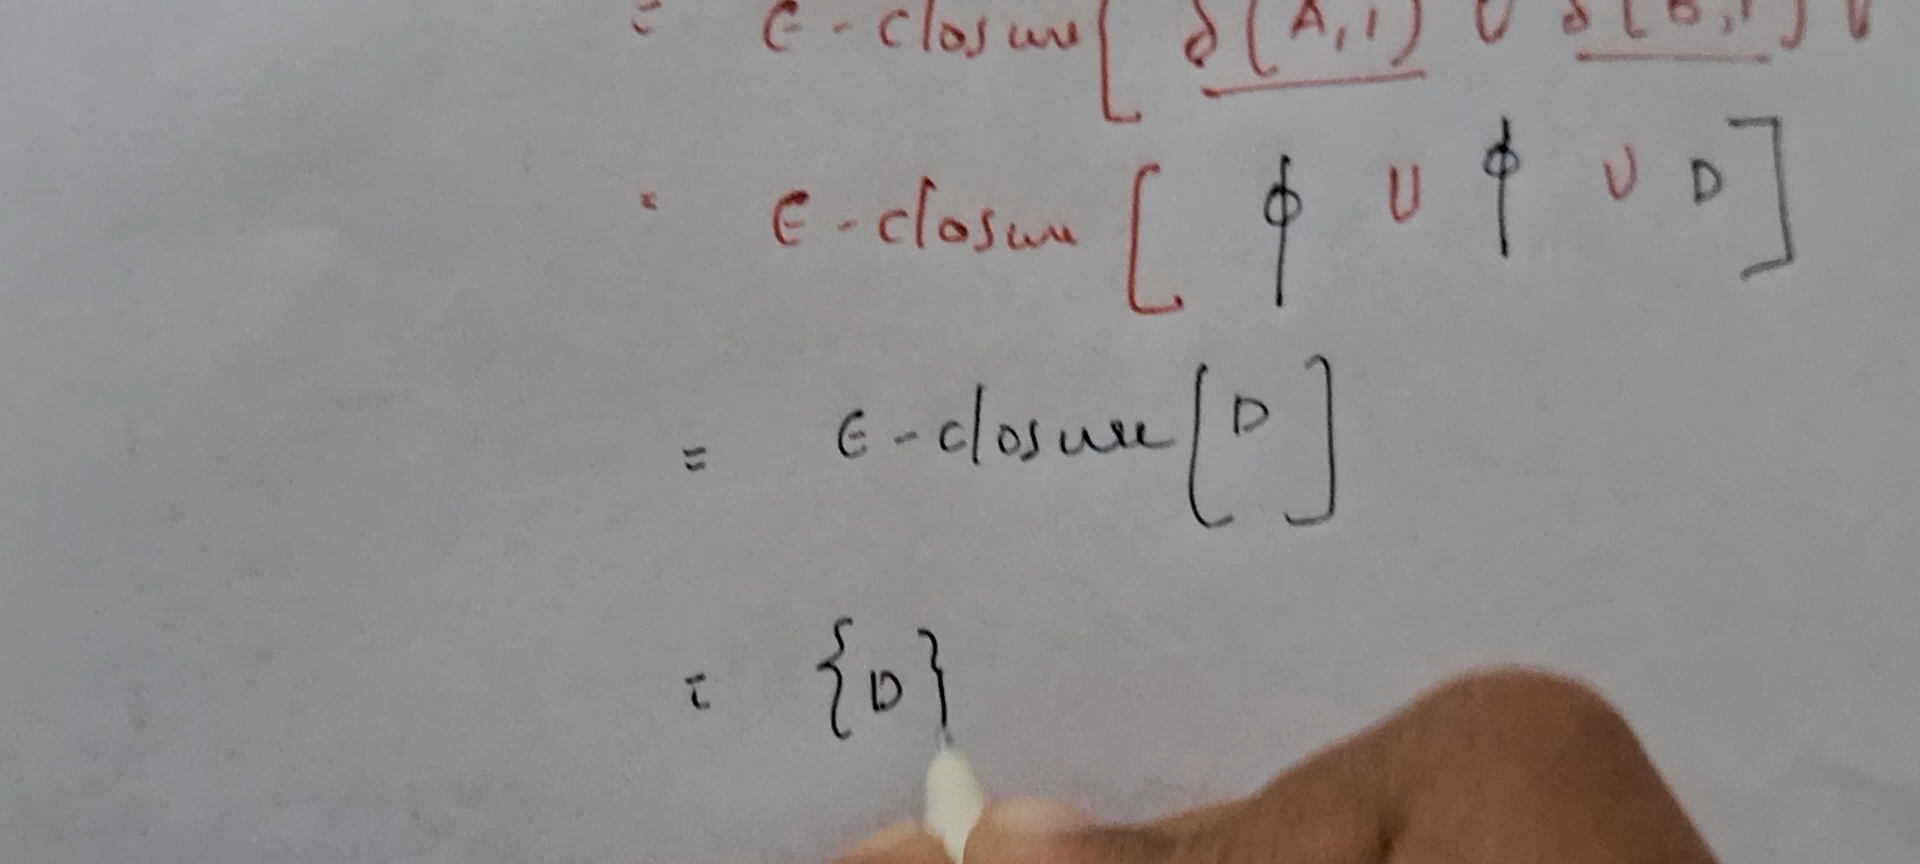 = ϵ-closure[ δ(A,1) ∪ δ(B,1) ∪
= ϵ-closure [ ϕ ∪ ϕ ∪ D ]
= ϵ-closure [ D ]
= {D}